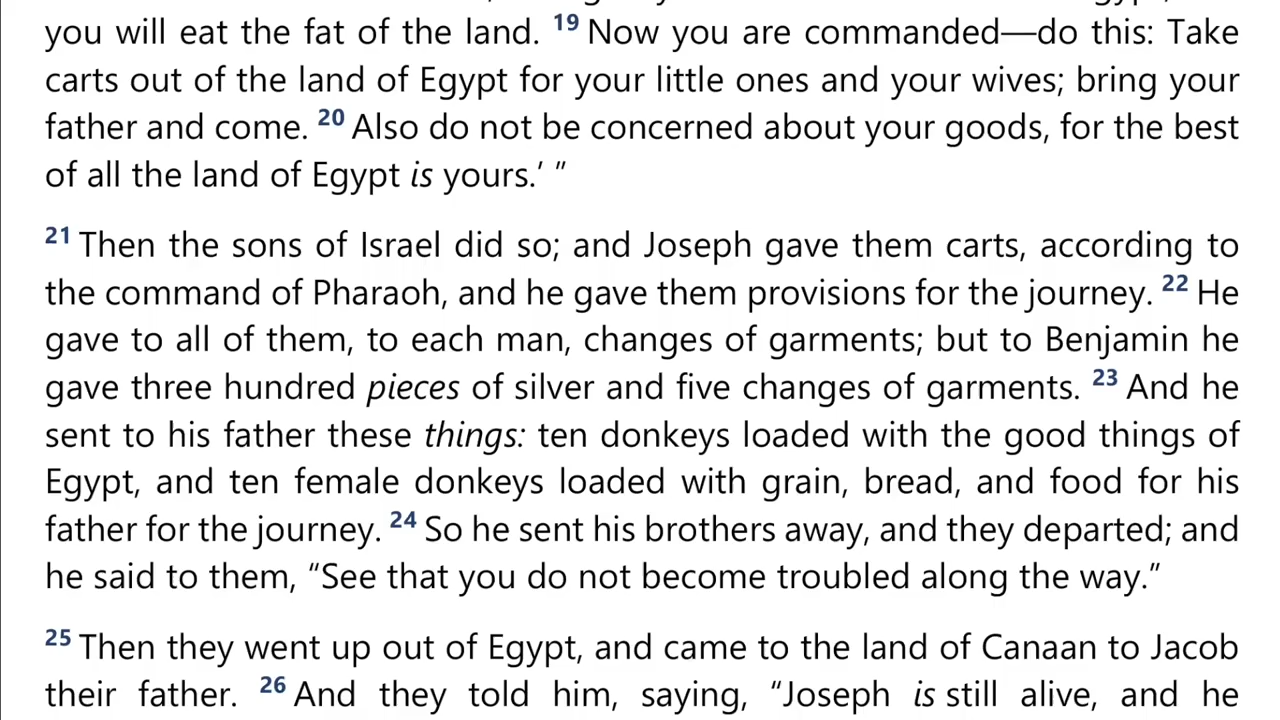 you will eat the fat of the land. 19 Now you are commanded—do this: Take
carts out of the land of Egypt for your little ones and your wives; bring your
father and come. 20 Also do not be concerned about your goods, for the best
of all the land of Egypt is yours.’ ”
21 Then the sons of Israel did so; and Joseph gave them carts, according to
the command of Pharaoh, and he gave them provisions for the journey. 22 He
gave to all of them, to each man, changes of garments; but to Benjamin he
gave three hundred pieces of silver and five changes of garments. 23 And he
sent to his father these things: ten donkeys loaded with the good things of
Egypt, and ten female donkeys loaded with grain, bread, and food for his
father for the journey. 24 So he sent his brothers away, and they departed; and
he said to them, “See that you do not become troubled along the way.”
25 Then they went up out of Egypt, and came to the land of Canaan to Jacob
their father. 26 And they told him, saying, “Joseph is still alive, and he